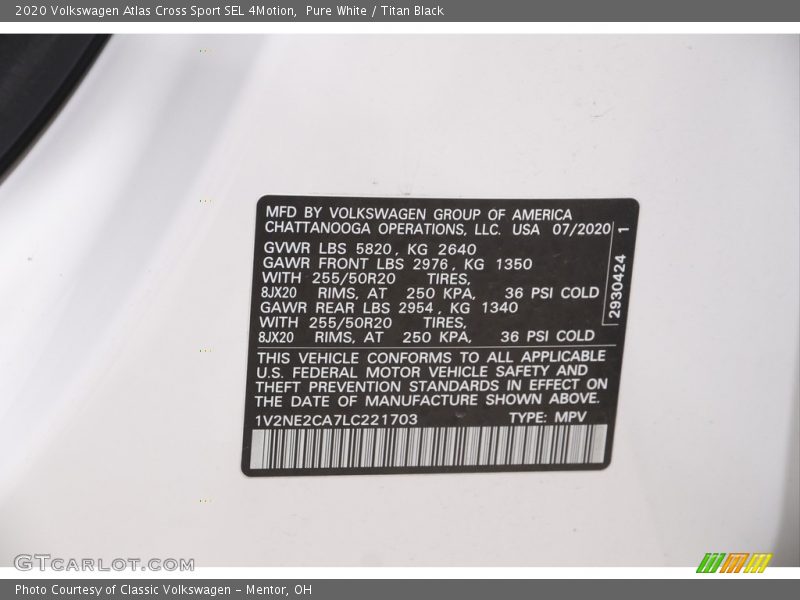 2020 Volkswagen Atlas Cross Sport SEL 4Motion,  Pure White / Titan Black
MFD BY VOLKSWAGEN GROUP OF AMERICA
CHATTANOOGA OPERATIONS, LLC. USA 07/2020
GVWR LBS 5820, KG 2640
GAWR FRONT LBS 2976, KG 1350
WITH 255/50R20 TIRES,
8JX20 RIMS, AT 250 KPA, 36 PSI COLD
GAWR REAR LBS 2954, KG 1340
WITH 255/50R20 TIRES,
8JX20 RIMS, AT 250 KPA, 36 PSI COLD
2930424 1
THIS VEHICLE CONFORMS TO ALL APPLICABLE
U.S. FEDERAL MOTOR VEHICLE SAFETY AND
THEFT PREVENTION STANDARDS IN EFFECT ON
THE DATE OF MANUFACTURE SHOWN ABOVE.
1V2NE2CA7LC221703 TYPE: MPV
GTCARLOT.COM
Photo Courtesy of Classic Volkswagen - Mentor, OH